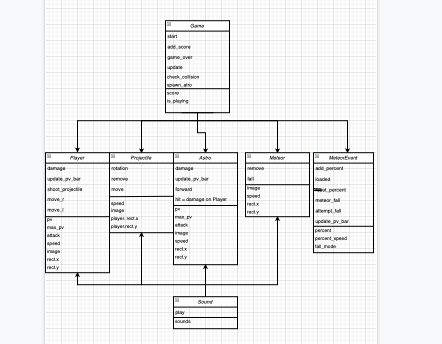 Game
start
add_score
game_over
update
check_collision
spawn_atro
score
is_playing
Player
damage
update_pv_bar
shoot_projectile
move_r
move_l
pv
max_pv
attack
speed
image
rect.x
rect.y
Projectile
rotation
remove
move
speed
image
player. rect.x
player.rect.y
Astro
damage
update_pv_bar
forward
hit = damage on Player
pv
max_pv
attack
image
speed
rect.x
rect.y
Meteor
remove
fall
image
speed
rect.x
rect.y
MeteorEvent
add_percent
loaded
reset_percent
meteor_fall
attempt_fall
update_pv_bar
percent
percent_speed
fall_mode
Sound
play
sounds